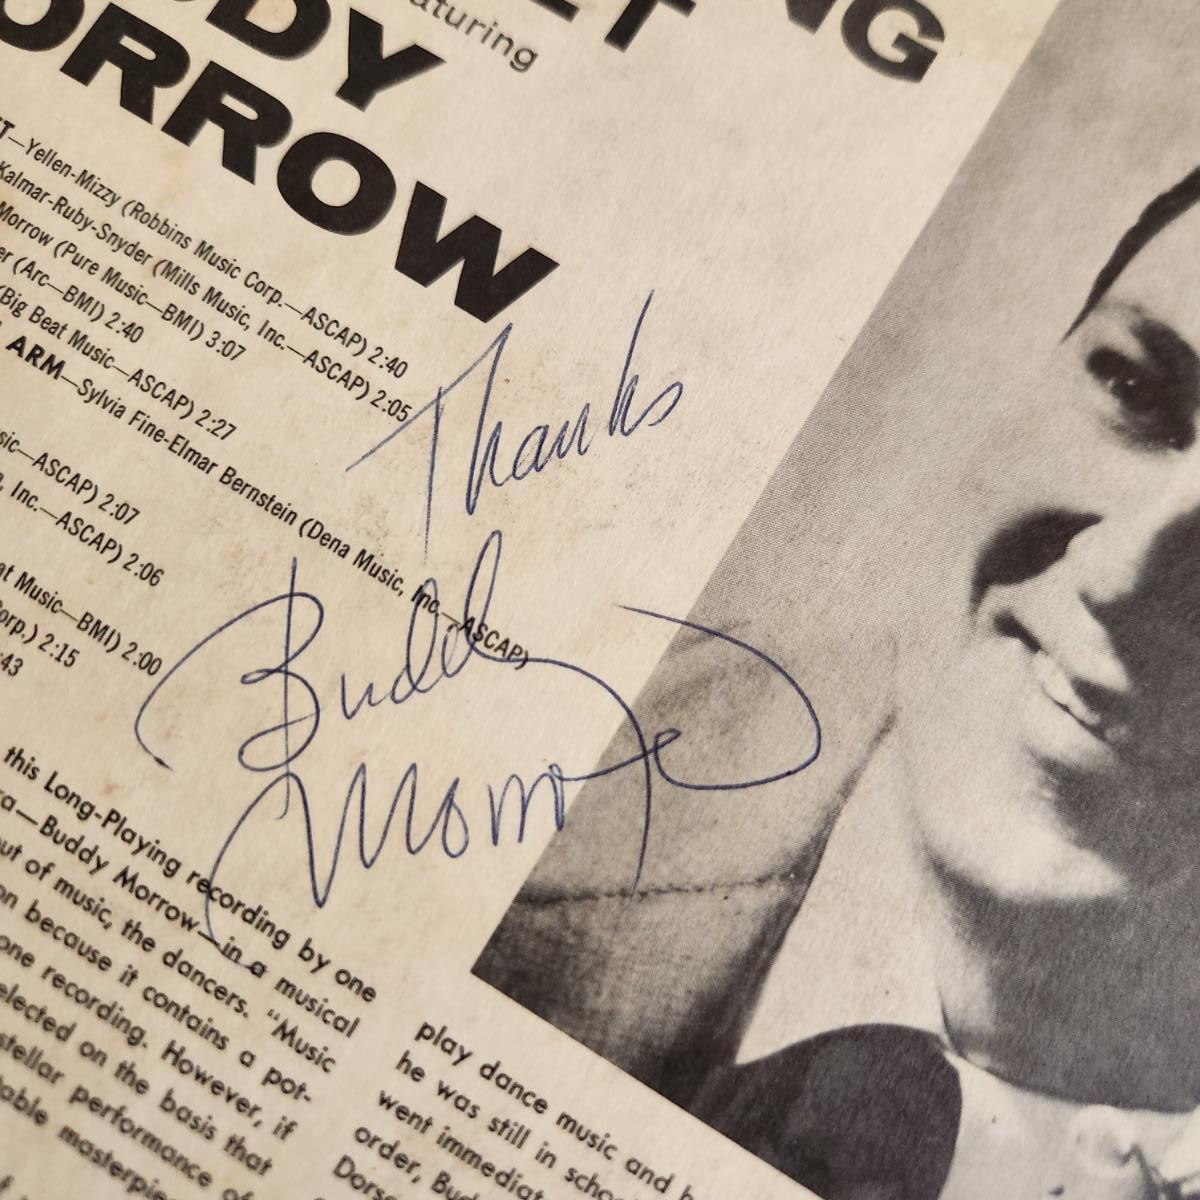 NG
featuring
DDY
ORROW
T—Yellen-Mizzy (Robbins Music Corp.—ASCAP) 2:40
Kalmar-Ruby-Snyder (Mills Music, Inc.—ASCAP) 2:05
Morrow (Pure Music—BMI) 3:07
er (Arc—BMI) 2:40
(Big Beat Music—ASCAP) 2:27
ARM—Sylvia Fine-Elmar Bernstein (Dena Music, Inc.—ASCAP)
sic—ASCAP) 2:07
, Inc.—ASCAP) 2:06
at Music—BMI) 2:00
orp.) 2:15
:43
Thanks
Buddy
Morrow
this Long-Playing recording by one
ra—Buddy Morrow—in a musical
out of music, the dancers. "Music
on because it contains a pot-
one recording. However, if
elected on the basis that
stellar performance of
able masterpie
play dance music and h
he was still in schoo
went immediat
order, Bud
Dorse